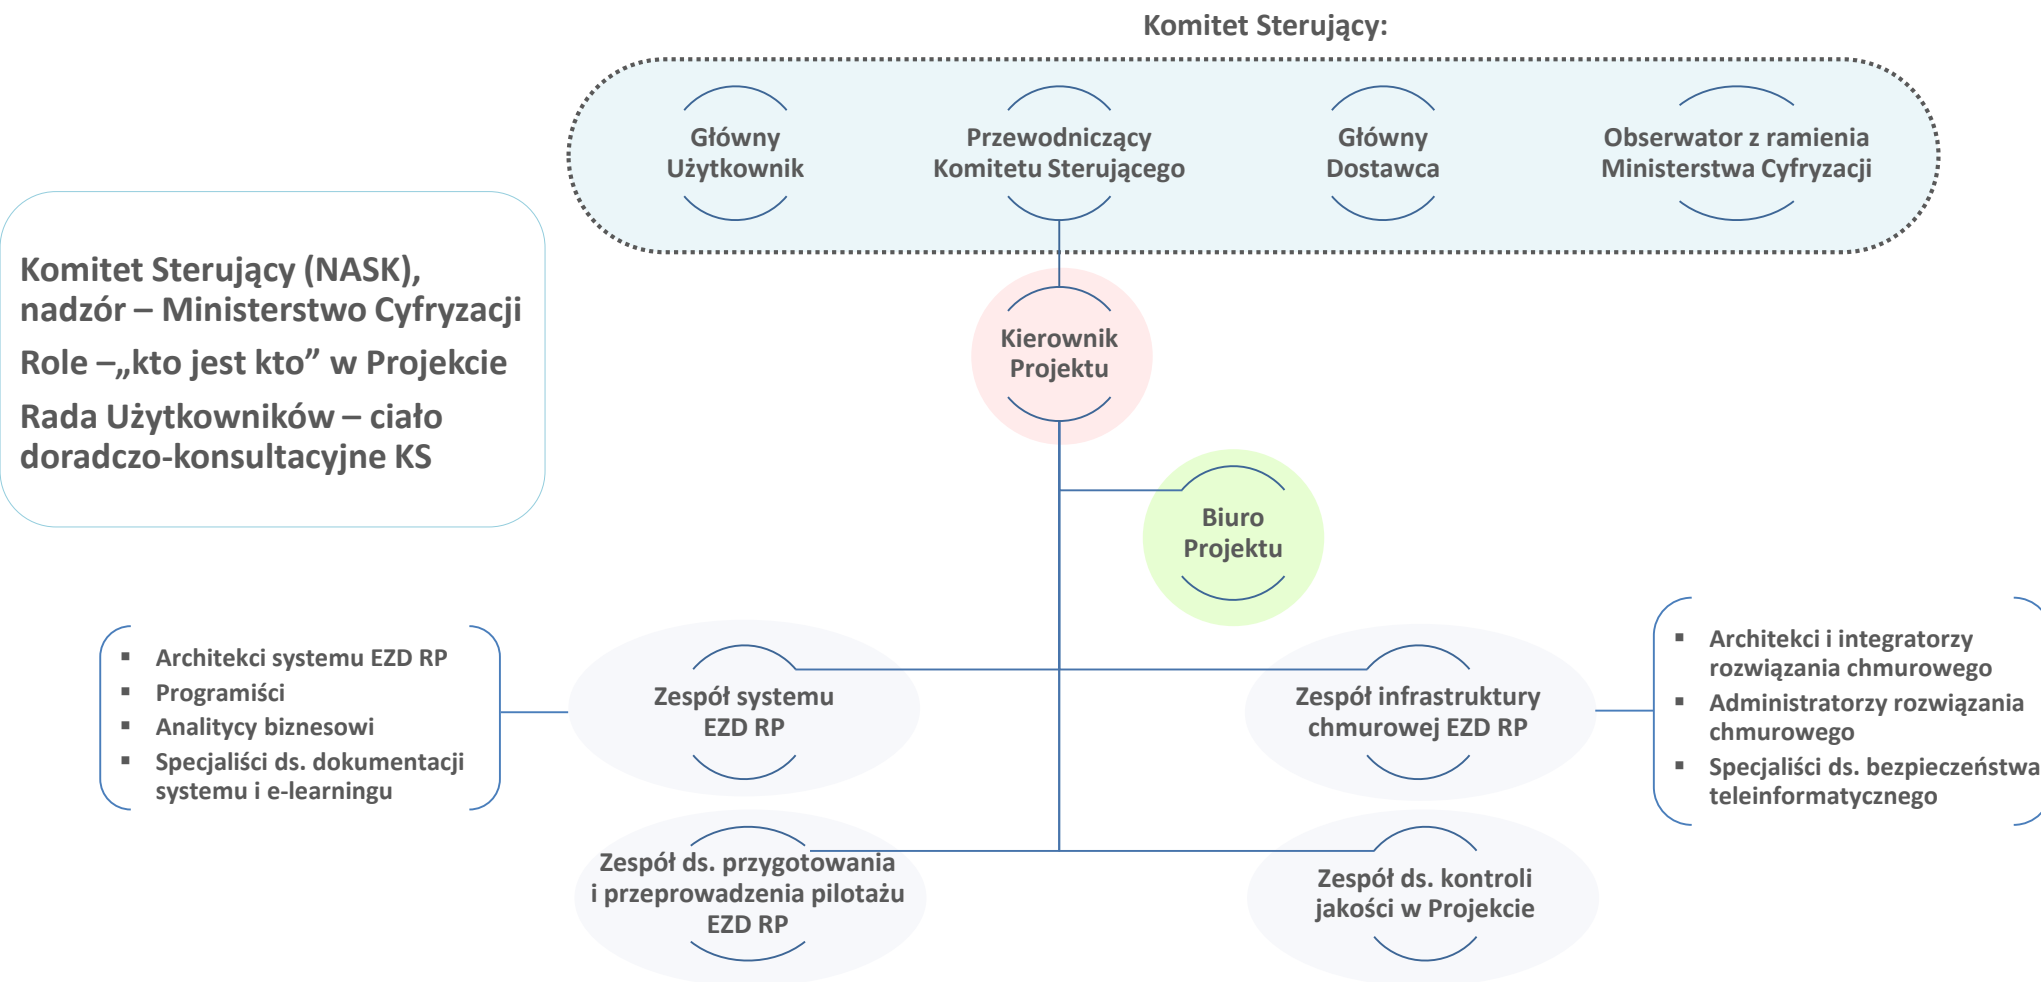 Komitet Sterujący:
Główny
Użytkownik
Przewodniczący
Komitetu Sterującego
Główny
Dostawca
Obserwator z ramienia
Ministerstwa Cyfryzacji
Komitet Sterujący (NASK),
nadzór – Ministerstwo Cyfryzacji
Role –„kto jest kto” w Projekcie
Rada Użytkowników – ciało
doradczo-konsultacyjne KS
Kierownik
Projektu
Biuro
Projektu
▪ Architekci systemu EZD RP
▪ Programiści
▪ Analitycy biznesowi
▪ Specjaliści ds. dokumentacji
systemu i e-learningu
Zespół systemu
EZD RP
Zespół infrastruktury
chmurowej EZD RP
▪ Architekci i integratorzy
rozwiązania chmurowego
▪ Administratorzy rozwiązania
chmurowego
▪ Specjaliści ds. bezpieczeństwa
teleinformatycznego
Zespół ds. przygotowania
i przeprowadzenia pilotażu
EZD RP
Zespół ds. kontroli
jakości w Projekcie